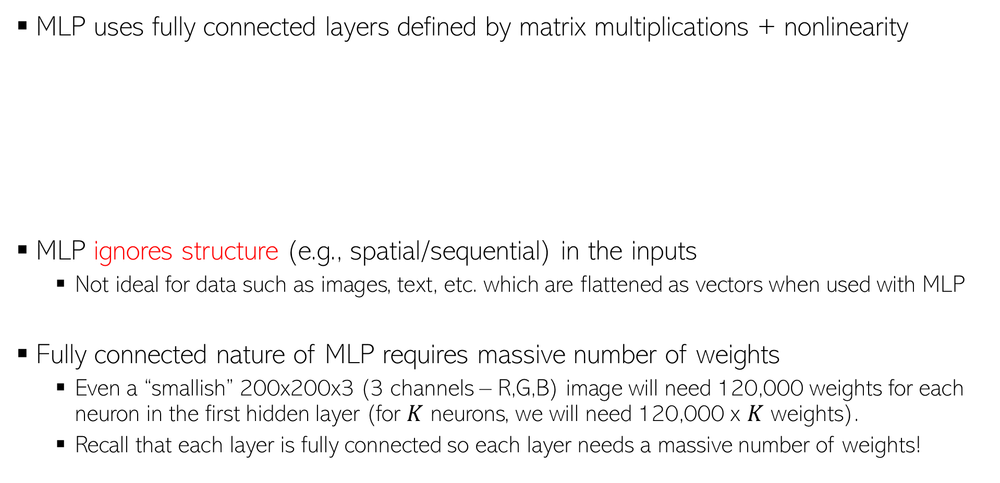 ▪ MLP uses fully connected layers defined by matrix multiplications + nonlinearity
▪ MLP ignores structure (e.g., spatial/sequential) in the inputs
▪ Not ideal for data such as images, text, etc. which are flattened as vectors when used with MLP
▪ Fully connected nature of MLP requires massive number of weights
▪ Even a “smallish” 200x200x3 (3 channels – R,G,B) image will need 120,000 weights for each
neuron in the first hidden layer (for K neurons, we will need 120,000 x K weights).
▪ Recall that each layer is fully connected so each layer needs a massive number of weights!